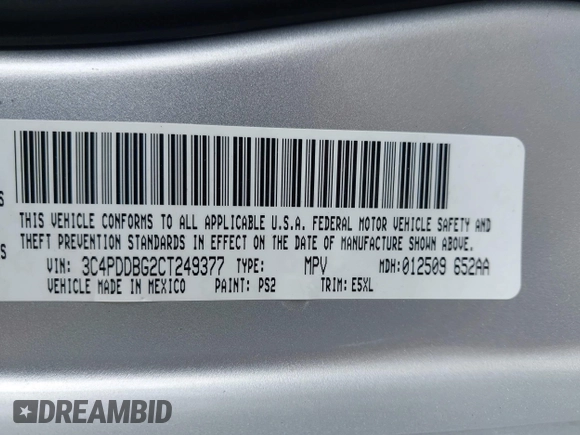 S
THIS VEHICLE CONFORMS TO ALL APPLICABLE U.S.A. FEDERAL MOTOR VEHICLE SAFETY AND
THEFT PREVENTION STANDARDS IN EFFECT ON THE DATE OF MANUFACTURE SHOWN ABOVE.
S
VIN: 3C4PDDBG2CT249377 TYPE: MPV MDH:012509 652AA
VEHICLE MADE IN MEXICO PAINT: PS2 TRIM: E5XL
DREAMBID